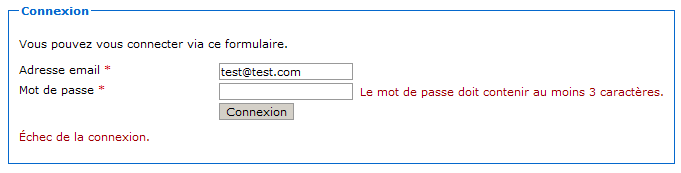 Connexion
Vous pouvez vous connecter via ce formulaire.
Adresse email * test@test.com
Mot de passe * Le mot de passe doit contenir au moins 3 caractères.
Connexion
Échec de la connexion.